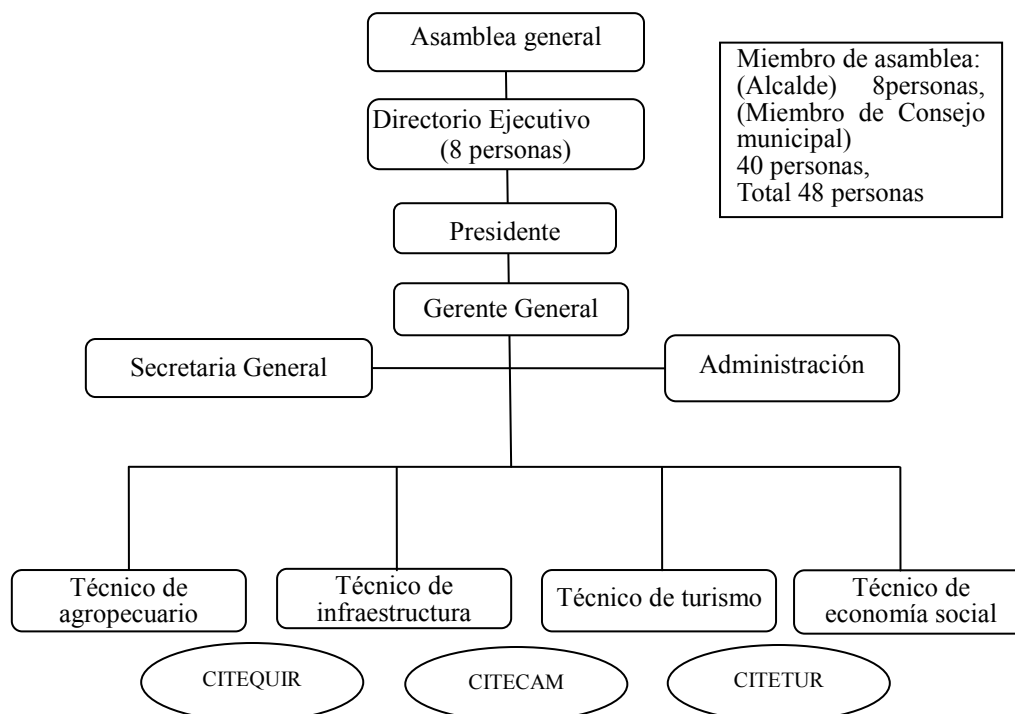 Asamblea general
Miembro de asamblea:
(Alcalde) 8personas,
(Miembro de Consejo
municipal)
40 personas,
Total 48 personas
Directorio Ejecutivo
(8 personas)
Presidente
Gerente General
Secretaria General
Administración
Técnico de
agropecuario
Técnico de
infraestructura
Técnico de turismo
Técnico de
economía social
CITEQUIR
CITECAM
CITETUR